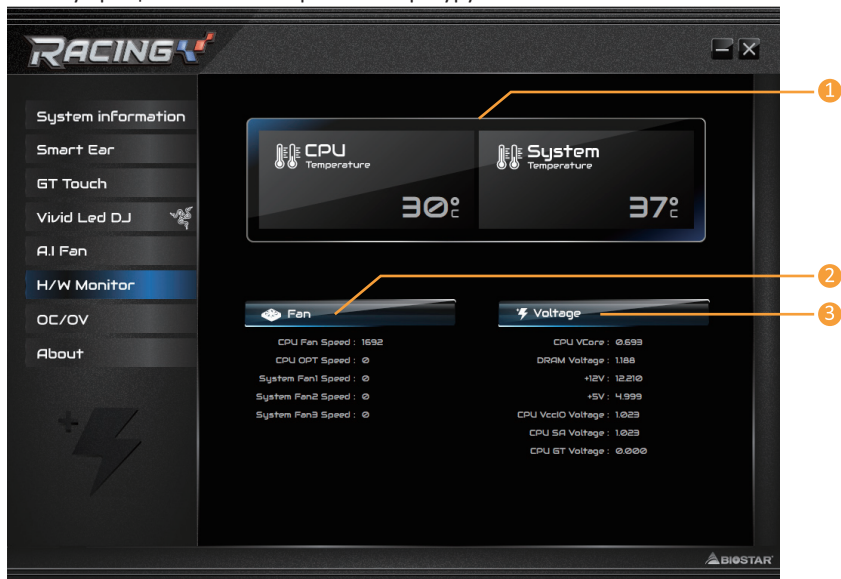 RACING
System information
Smart Ear
GT Touch
Vivid Led DJ
A.I Fan
H/W Monitor
OC/OV
About
CPU
Temperature
30°C
System
Temperature
37°C
1
2
3
Fan
CPU Fan Speed : 1692
CPU OPT Speed : 0
System Fan1 Speed : 0
System Fan2 Speed : 0
System Fan3 Speed : 0
Voltage
CPU VCore : 0.693
DRAM Voltage : 1.188
+12V : 12.210
+5V : 4.999
CPU VccIO Voltage : 1.023
CPU SA Voltage : 1.023
CPU GT Voltage : 0.000
BIOSTAR